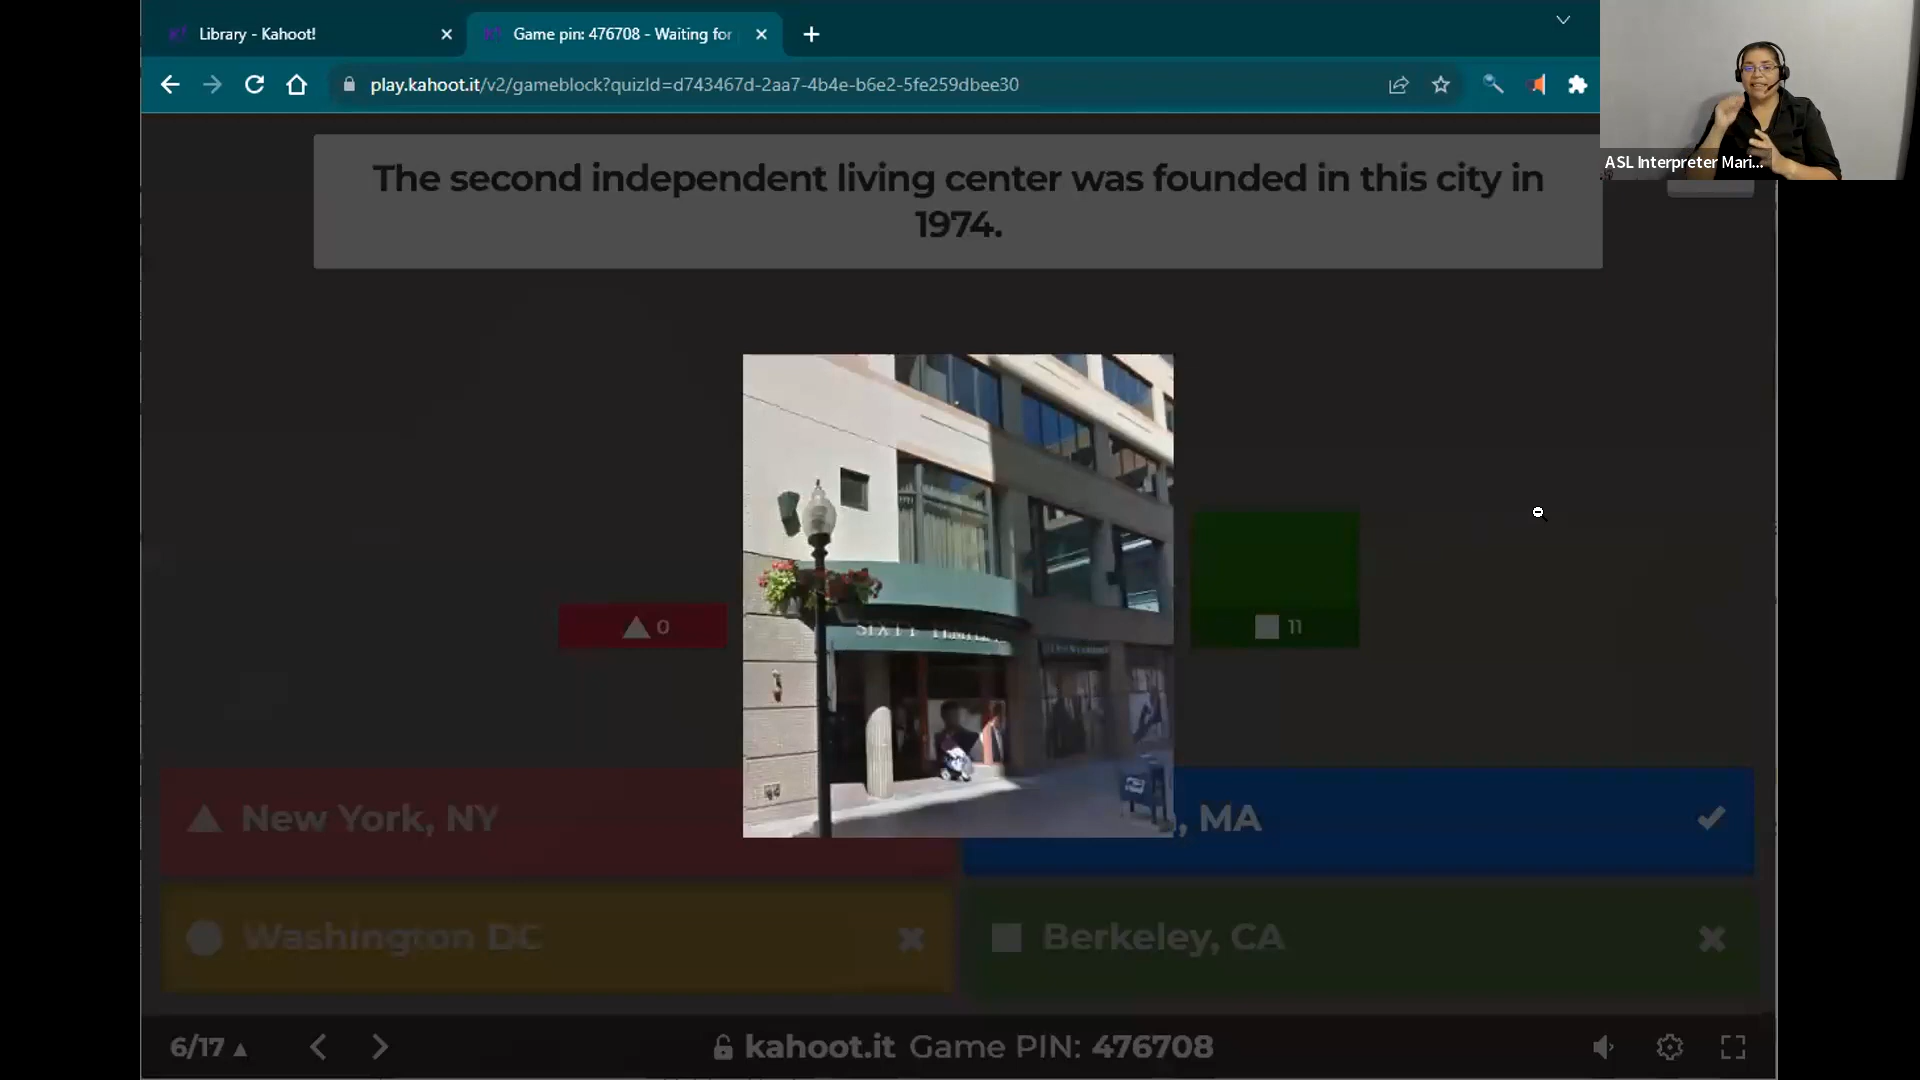 Library - Kahoot!
Game pin: 476708 - Waiting for
play.kahoot.it/v2/gameblock?quizId=d743467d-2aa7-4b4e-b6e2-5fe259dbee30
ASL Interpreter Mari...
The second independent living center was founded in this city in
1974.
SIXTY TEMPLE
0
11
New York, NY
, MA
Washington DC
Berkeley, CA
6/17
kahoot.it Game PIN: 476708